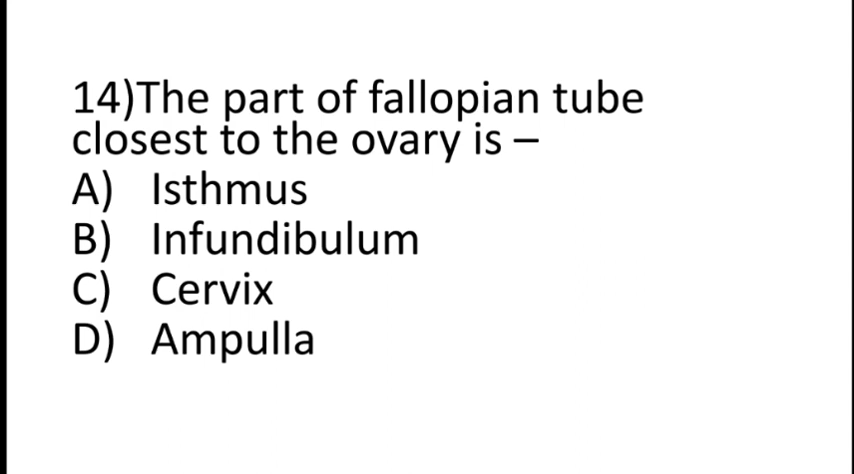 14)The part of fallopian tube
closest to the ovary is –
A) Isthmus
B) Infundibulum
C) Cervix
D) Ampulla